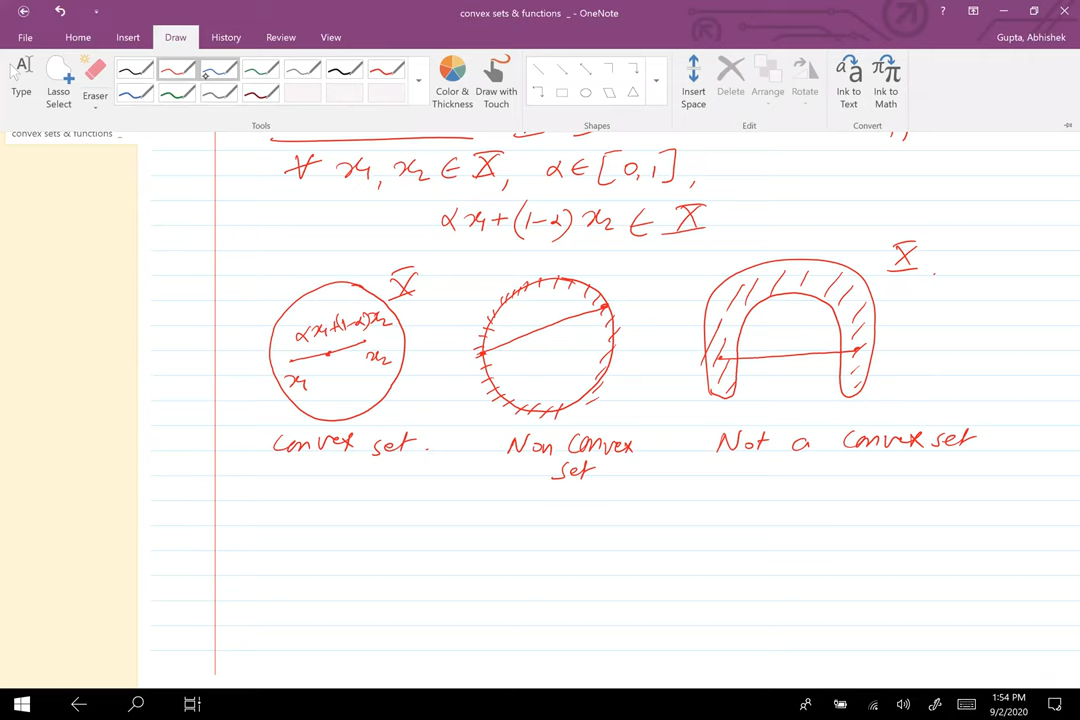 convex sets & functions _ - OneNote
?
File Home Insert Draw History Review View
Gupta, Abhishek
Type
Lasso Select
Eraser
Color & Thickness
Draw with Touch
Insert Space
Delete
Arrange
Rotate
Ink to Text
Ink to Math
Tools
Shapes
Edit
Convert
convex sets & functions _
∀ x₁, x₂ ∈ X, α ∈ [0,1],
αx₁+(1-α) x₂ ∈ X
X
X
αx₁+(1-α)x₂
x₂
x₁
Convex set.
Non Convex set
Not a convex set
1:54 PM
9/2/2020